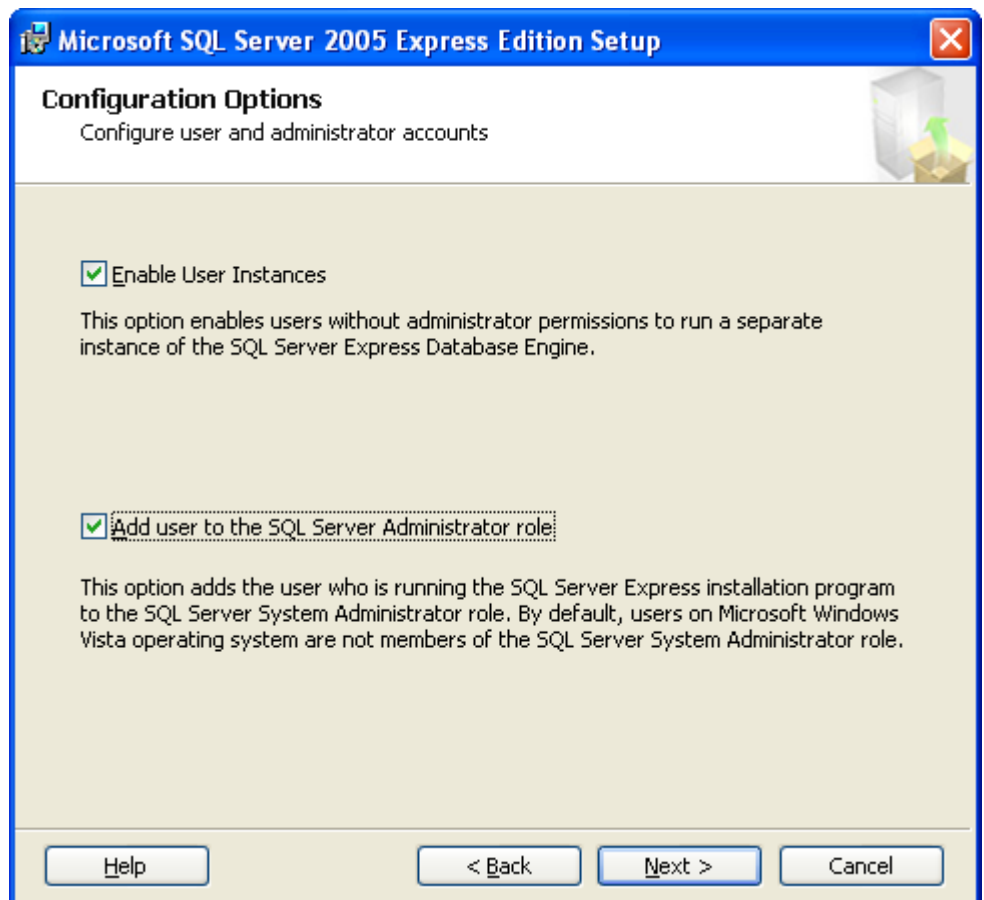 Microsoft SQL Server 2005 Express Edition Setup
Configuration Options
Configure user and administrator accounts
Enable User Instances
This option enables users without administrator permissions to run a separate
instance of the SQL Server Express Database Engine.
Add user to the SQL Server Administrator role
This option adds the user who is running the SQL Server Express installation program
to the SQL Server System Administrator role. By default, users on Microsoft Windows
Vista operating system are not members of the SQL Server System Administrator role.
Help
< Back
Next >
Cancel